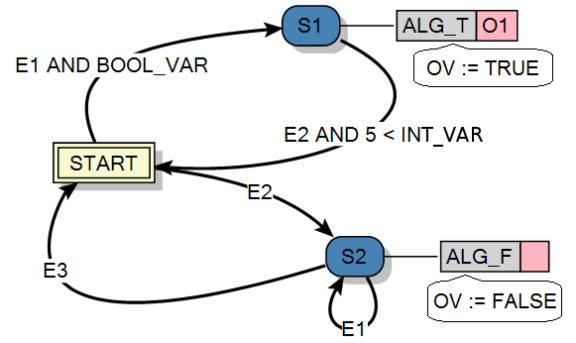 S1
ALG_T O1
E1 AND BOOL_VAR
OV := TRUE
E2 AND 5 < INT_VAR
START
E2
S2
ALG_F
E3
OV := FALSE
E1